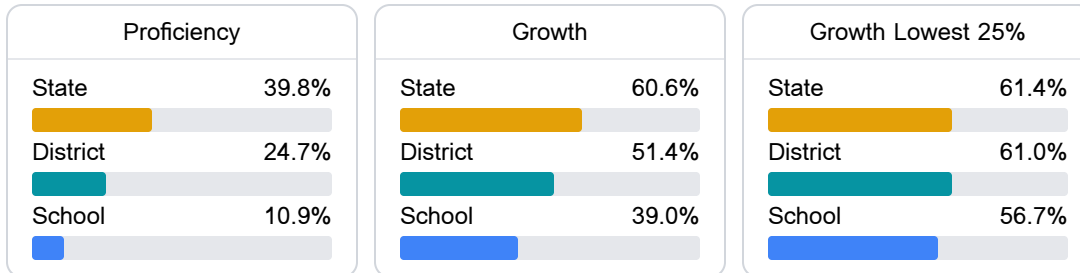 Proficiency
State 39.8%
District 24.7%
School 10.9%
Growth
State 60.6%
District 51.4%
School 39.0%
Growth Lowest 25%
State 61.4%
District 61.0%
School 56.7%